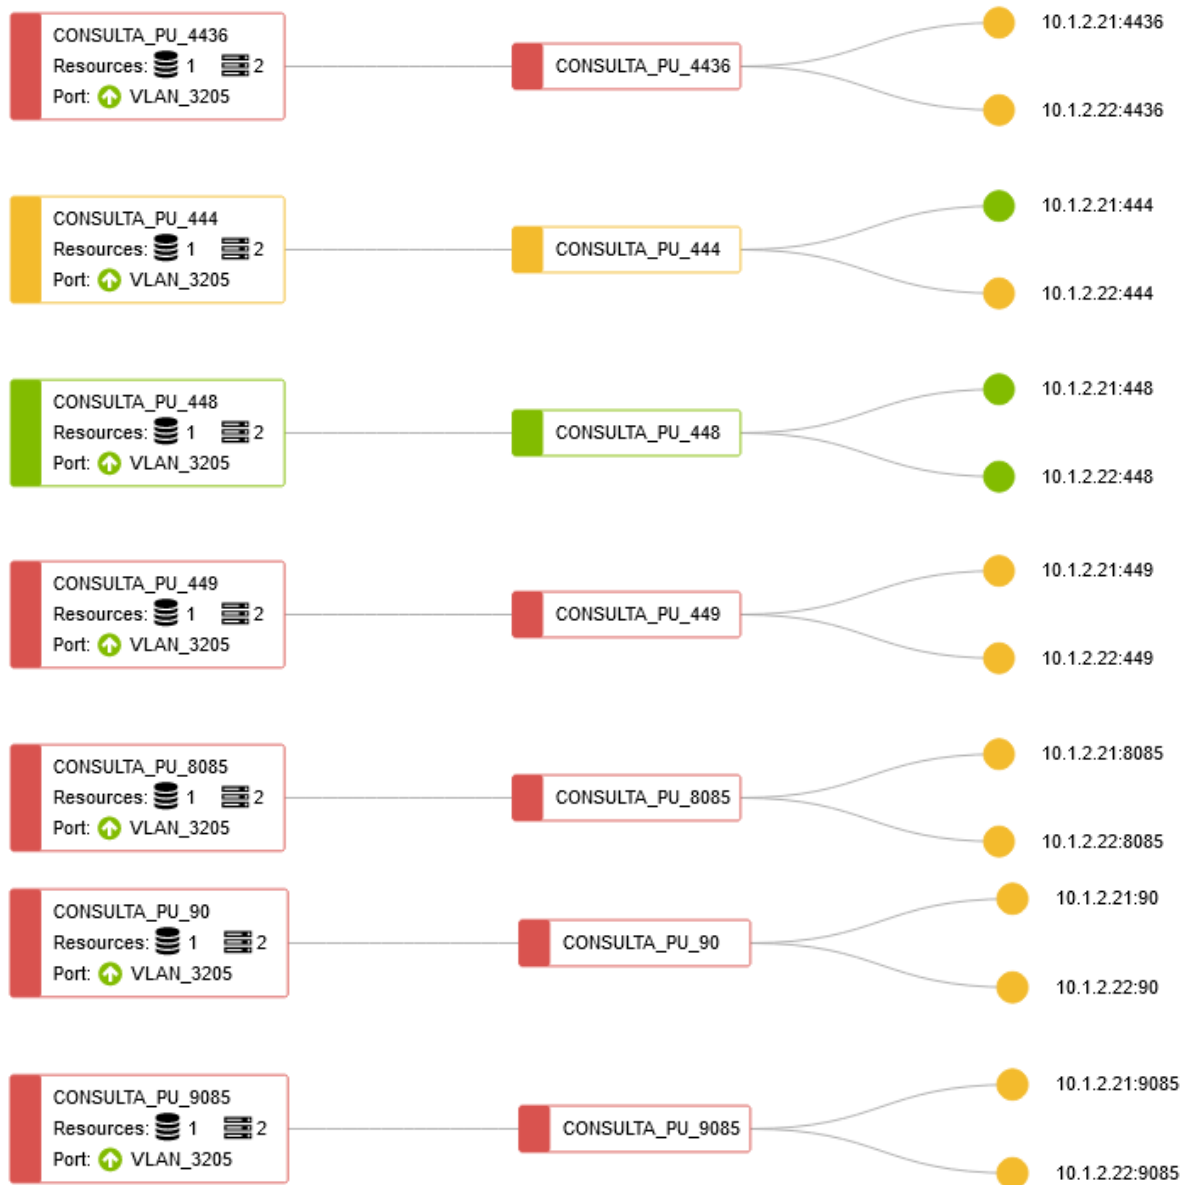 CONSULTA_PU_4436
Resources: 1 2
Port: VLAN_3205
CONSULTA_PU_4436
10.1.2.21:4436
10.1.2.22:4436
CONSULTA_PU_444
Resources: 1 2
Port: VLAN_3205
CONSULTA_PU_444
10.1.2.21:444
10.1.2.22:444
CONSULTA_PU_448
Resources: 1 2
Port: VLAN_3205
CONSULTA_PU_448
10.1.2.21:448
10.1.2.22:448
CONSULTA_PU_449
Resources: 1 2
Port: VLAN_3205
CONSULTA_PU_449
10.1.2.21:449
10.1.2.22:449
CONSULTA_PU_8085
Resources: 1 2
Port: VLAN_3205
CONSULTA_PU_8085
10.1.2.21:8085
10.1.2.22:8085
CONSULTA_PU_90
Resources: 1 2
Port: VLAN_3205
CONSULTA_PU_90
10.1.2.21:90
10.1.2.22:90
CONSULTA_PU_9085
Resources: 1 2
Port: VLAN_3205
CONSULTA_PU_9085
10.1.2.21:9085
10.1.2.22:9085